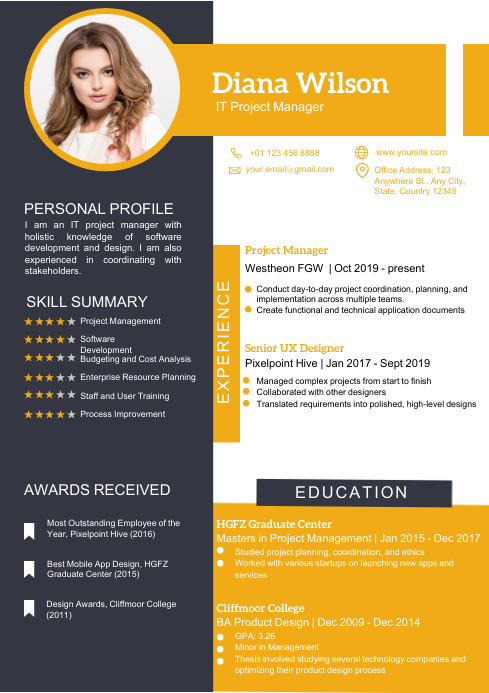 Diana Wilson
IT Project Manager
+01 123 456 8888
your.email@gmail.com
www.yoursite.com
Office Address: 123
Anywhere St., Any City,
State, Country 12345
PERSONAL PROFILE
I am an IT project manager with
holistic knowledge of software
development and design. I am also
experienced in coordinating with
stakeholders.
SKILL SUMMARY
Project Management
Software
Development
Budgeting and Cost Analysis
Enterprise Resource Planning
Staff and User Training
Process Improvement
AWARDS RECEIVED
Most Outstanding Employee of the
Year, Pixelpoint Hive (2016)
Best Mobile App Design, HGFZ
Graduate Center (2015)
Design Awards, Cliffmoor College
(2011)
EXPERIENCE
Project Manager
Westheon FGW | Oct 2019 - present
Conduct day-to-day project coordination, planning, and
implementation across multiple teams.
Create functional and technical application documents
Senior UX Designer
Pixelpoint Hive | Jan 2017 - Sept 2019
Managed complex projects from start to finish
Collaborated with other designers
Translated requirements into polished, high-level designs
EDUCATION
HGFZ Graduate Center
Masters in Project Management | Jan 2015 - Dec 2017
Studied project planning, coordination, and ethics
Worked with various startups on launching new apps and
services
Cliffmoor College
BA Product Design | Dec 2009 - Dec 2014
GPA: 3.26
Minor in Management
Thesis involved studying several technology companies and
optimizing their product design process